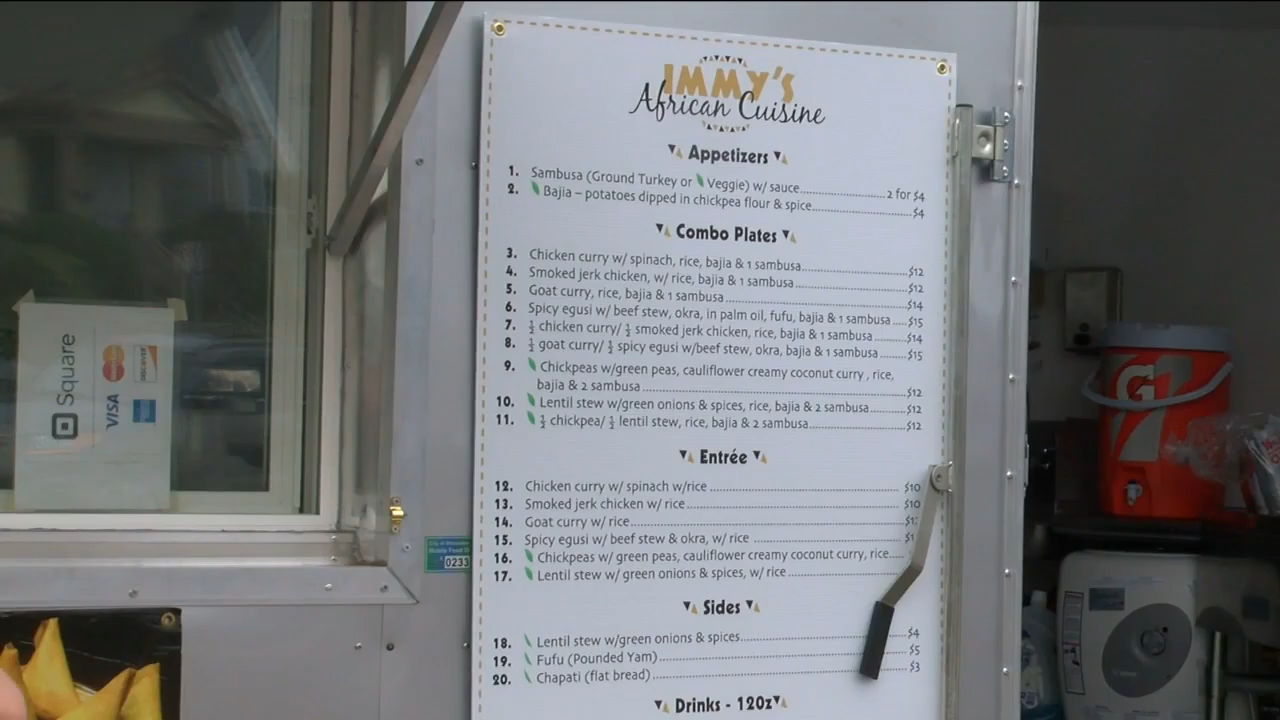 IMMY'S
African Cuisine
Appetizers
1. Sambusa (Ground Turkey or Veggie) w/ sauce 2 for $4
2. Bajia – potatoes dipped in chickpea flour & spice $4
Combo Plates
3. Chicken curry w/ spinach, rice, bajia & 1 sambusa $12
4. Smoked jerk chicken, w/ rice, bajia & 1 sambusa $12
5. Goat curry, rice, bajia & 1 sambusa $14
6. Spicy egusi w/ beef stew, okra, in palm oil, fufu, bajia & 1 sambusa $15
7. ½ chicken curry/ ½ smoked jerk chicken, rice, bajia & 1 sambusa $14
8. ½ goat curry/ ½ spicy egusi w/beef stew, okra, bajia & 1 sambusa $15
9. Chickpeas w/green peas, cauliflower creamy coconut curry , rice,
bajia & 2 sambusa $12
10. Lentil stew w/green onions & spices, rice, bajia & 2 sambusa $12
11. ½ chickpea/ ½ lentil stew, rice, bajia & 2 sambusa $12
Entrée
12. Chicken curry w/ spinach w/rice $10
13. Smoked jerk chicken w/ rice $10
14. Goat curry w/ rice
15. Spicy egusi w/ beef stew & okra, w/ rice
16. Chickpeas w/ green peas, cauliflower creamy coconut curry, rice
17. Lentil stew w/ green onions & spices, w/ rice
Sides
18. Lentil stew w/green onions & spices $4
19. Fufu (Pounded Yam) $5
20. Chapati (flat bread) $3
Drinks - 12oz
Square
VISA
DISCOVER
0233
G